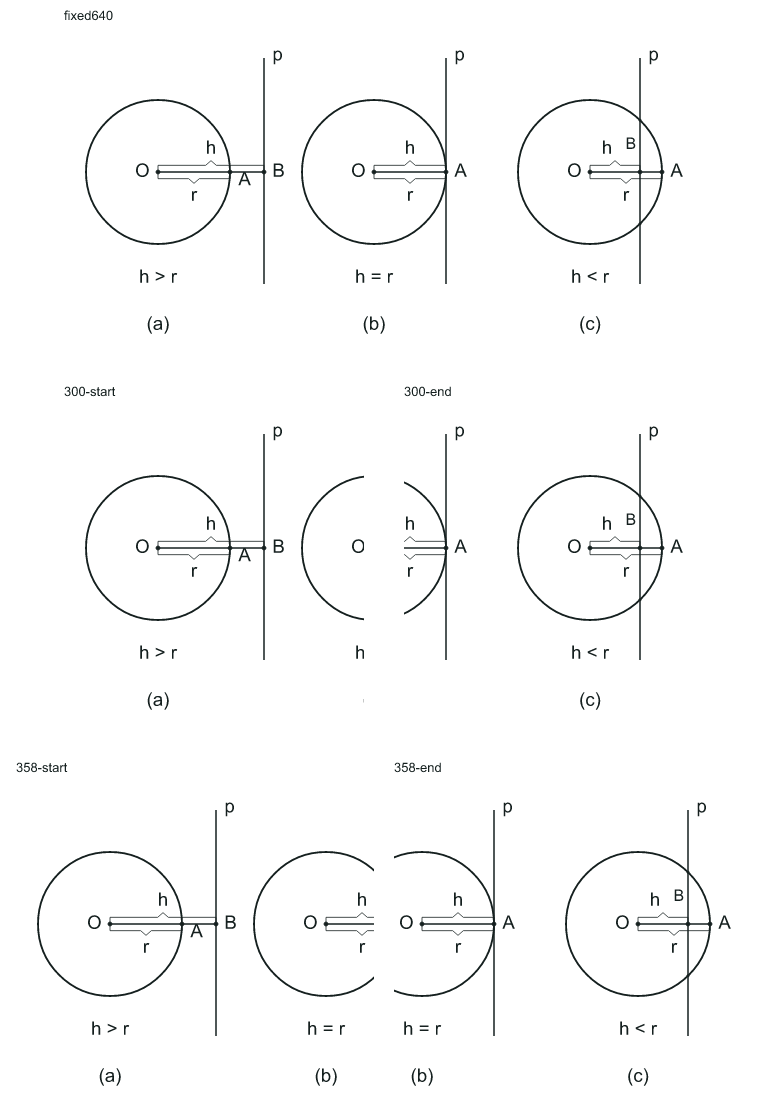 fixed640
p p p
h h h B
O A B O A O A
r r r
h > r h = r h < r
(a) (b) (c)
300-start 300-end
p p p
h h h B
O A B O A O A
r r r
h > r h h < r
(a) (c)
358-start 358-end
p p p
h h h h B
O A B O O A O A
r r r r
h > r h = r h = r h < r
(a) (b) (b) (c)